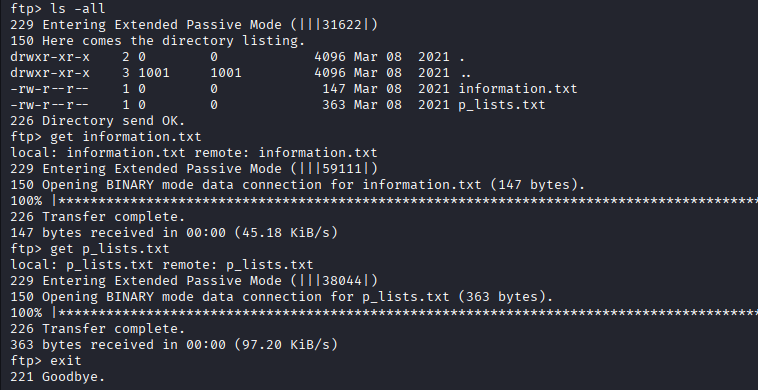 ftp> ls -all
229 Entering Extended Passive Mode (|||31622|)
150 Here comes the directory listing.
drwxr-xr-x    2 0        0            4096 Mar 08  2021 .
drwxr-xr-x    3 1001     1001         4096 Mar 08  2021 ..
-rw-r--r--    1 0        0             147 Mar 08  2021 information.txt
-rw-r--r--    1 0        0             363 Mar 08  2021 p_lists.txt
226 Directory send OK.
ftp> get information.txt
local: information.txt remote: information.txt
229 Entering Extended Passive Mode (|||59111|)
150 Opening BINARY mode data connection for information.txt (147 bytes).
100% |***********************************************************************************
226 Transfer complete.
147 bytes received in 00:00 (45.18 KiB/s)
ftp> get p_lists.txt
local: p_lists.txt remote: p_lists.txt
229 Entering Extended Passive Mode (|||38044|)
150 Opening BINARY mode data connection for p_lists.txt (363 bytes).
100% |***********************************************************************************
226 Transfer complete.
363 bytes received in 00:00 (97.20 KiB/s)
ftp> exit
221 Goodbye.